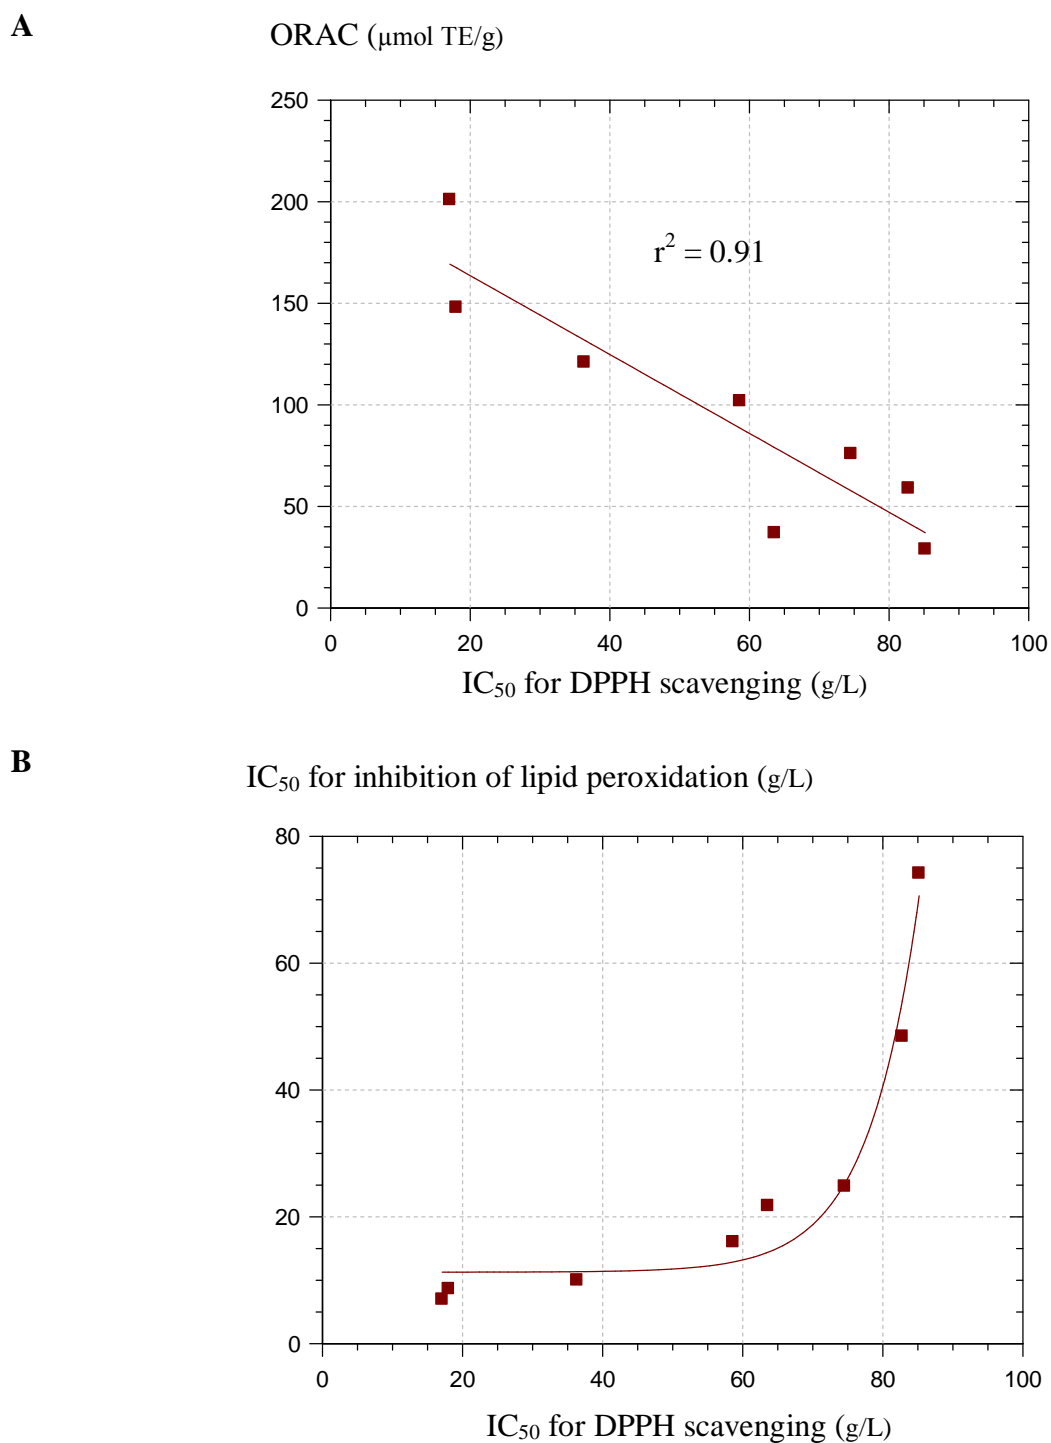 A
ORAC (μmol TE/g)
250
200
150
100
50
0
r² = 0.91
0 20 40 60 80 100
IC₅₀ for DPPH scavenging (g/L)
B
IC₅₀ for inhibition of lipid peroxidation (g/L)
80
60
40
20
0
0 20 40 60 80 100
IC₅₀ for DPPH scavenging (g/L)